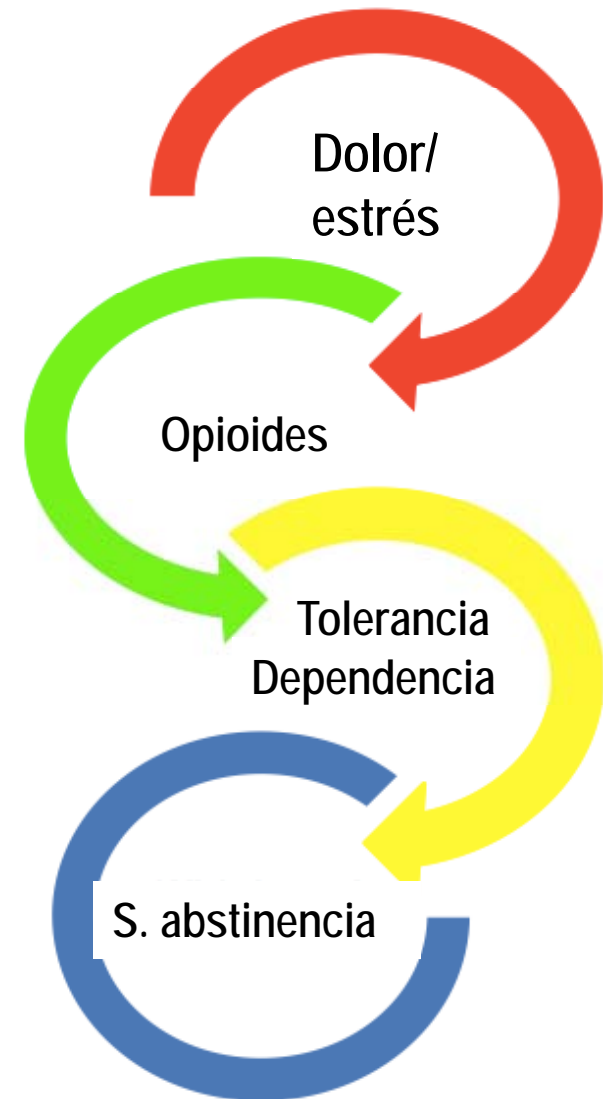 Dolor/
estrés
Opioides
Tolerancia
Dependencia
S. abstinencia